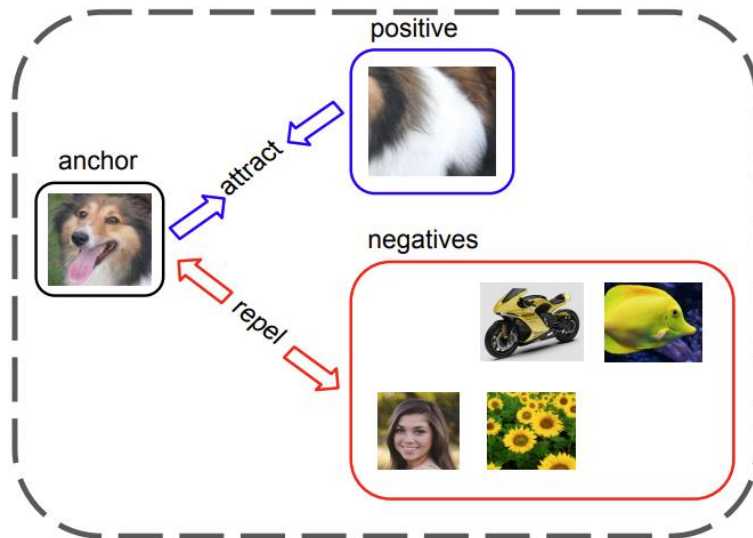 positive
anchor
attract
negatives
repel